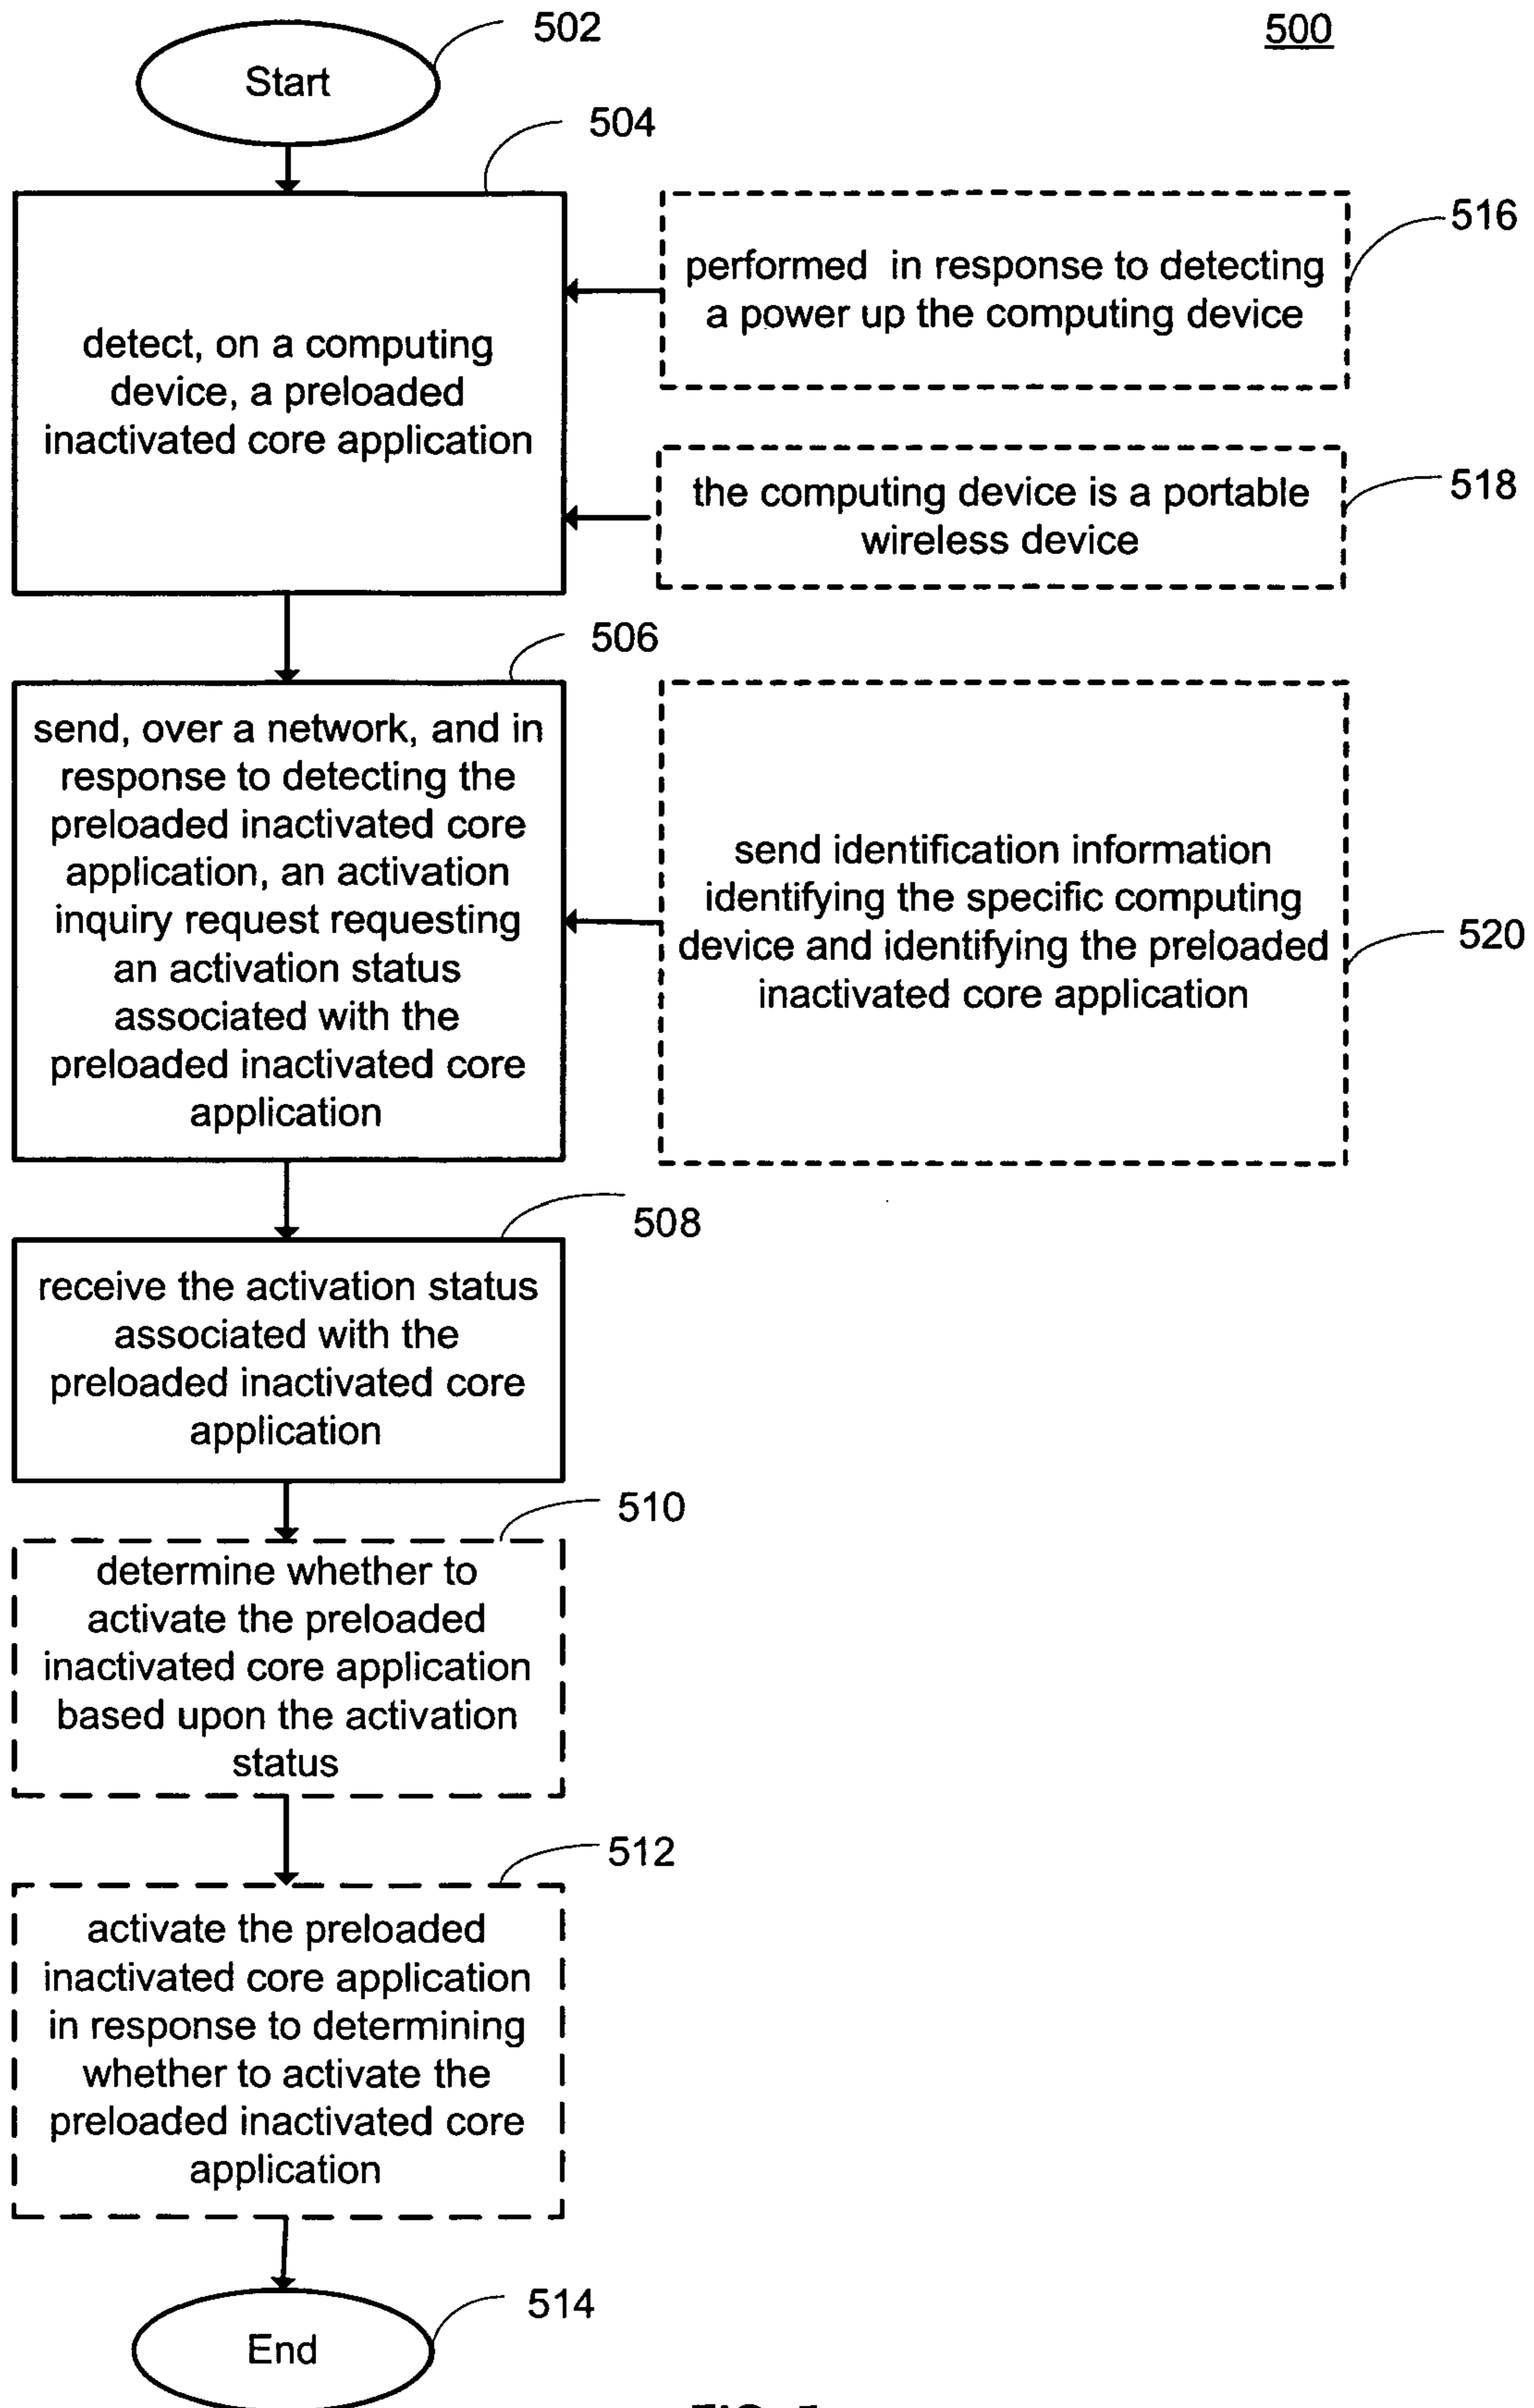 502
500
Start
504
516
performed in response to detecting
a power up the computing device
detect, on a computing
device, a preloaded
inactivated core application
518
the computing device is a portable
wireless device
506
send, over a network, and in
response to detecting the
preloaded inactivated core
application, an activation
inquiry request requesting
an activation status
associated with the
preloaded inactivated core
application
send identification information
identifying the specific computing
device and identifying the preloaded
inactivated core application
520
508
receive the activation status
associated with the
preloaded inactivated core
application
510
determine whether to
activate the preloaded
inactivated core application
based upon the activation
status
512
activate the preloaded
inactivated core application
in response to determining
whether to activate the
preloaded inactivated core
application
514
End